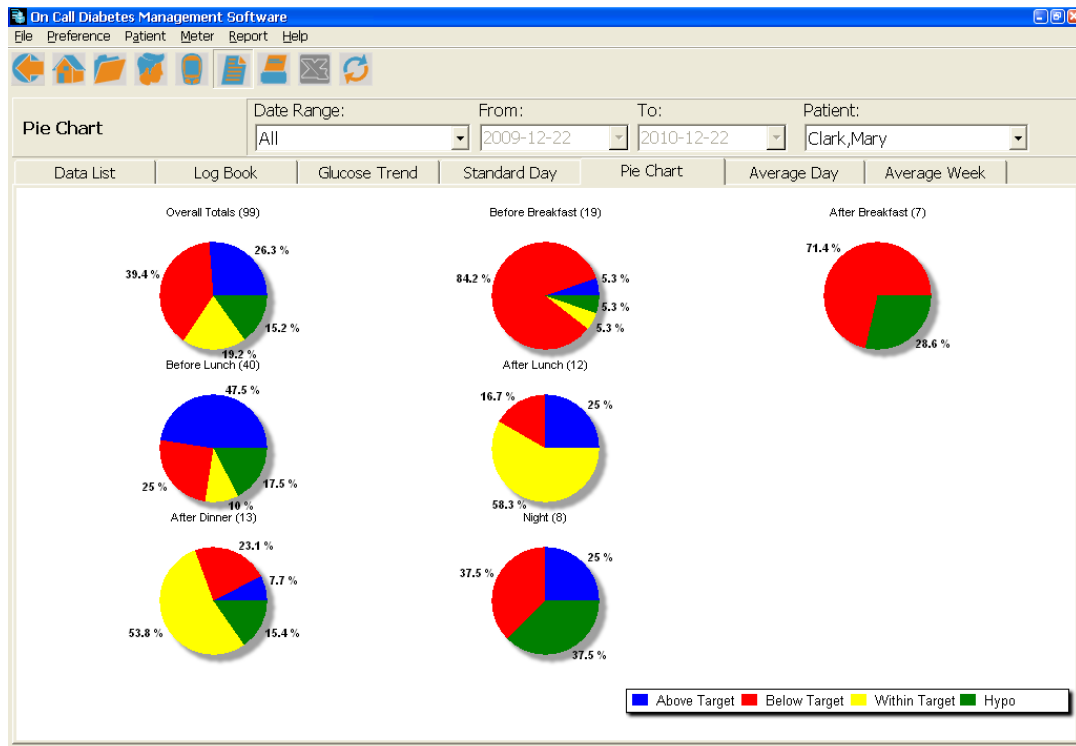 On Call Diabetes Management Software
File Preference Patient Meter Report Help
Pie Chart
Date Range: From: To: Patient:
All 2009-12-22 2010-12-22 Clark,Mary
Data List Log Book Glucose Trend Standard Day Pie Chart Average Day Average Week
Overall Totals (99) Before Breakfast (19) After Breakfast (7)
26.3 %
39.4 %
15.2 %
19.2 %
84.2 %
5.3 %
5.3 %
5.3 %
71.4 %
28.6 %
Before Lunch (40) After Lunch (12)
47.5 %
25 %
17.5 %
10 %
16.7 %
25 %
58.3 %
After Dinner (13) Night (8)
23.1 %
7.7 %
53.8 %
15.4 %
25 %
37.5 %
37.5 %
Above Target Below Target Within Target Hypo